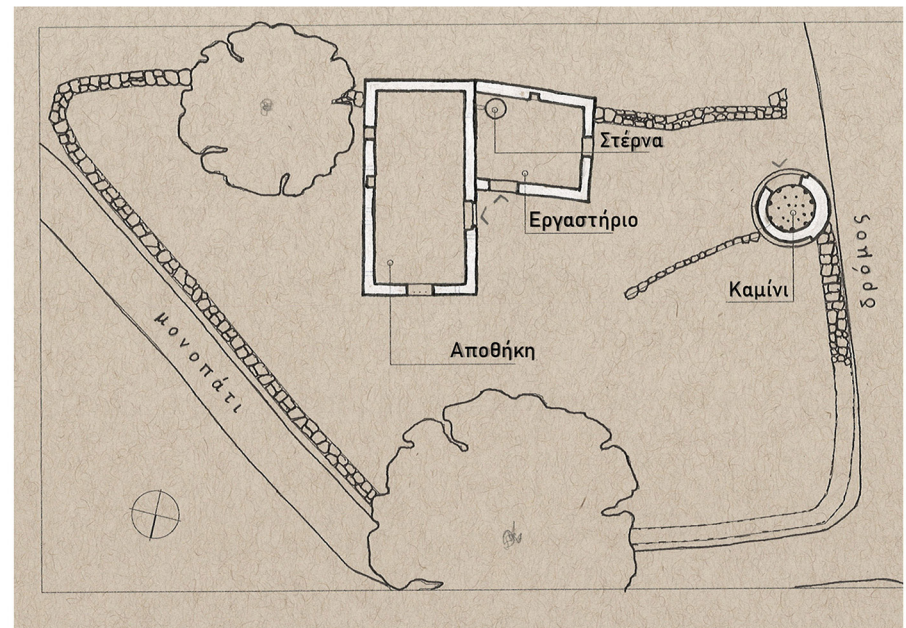 Στέρνα
Εργαστήριο
δρόμος
Καμίνι
μονοπάτι
Αποθήκη